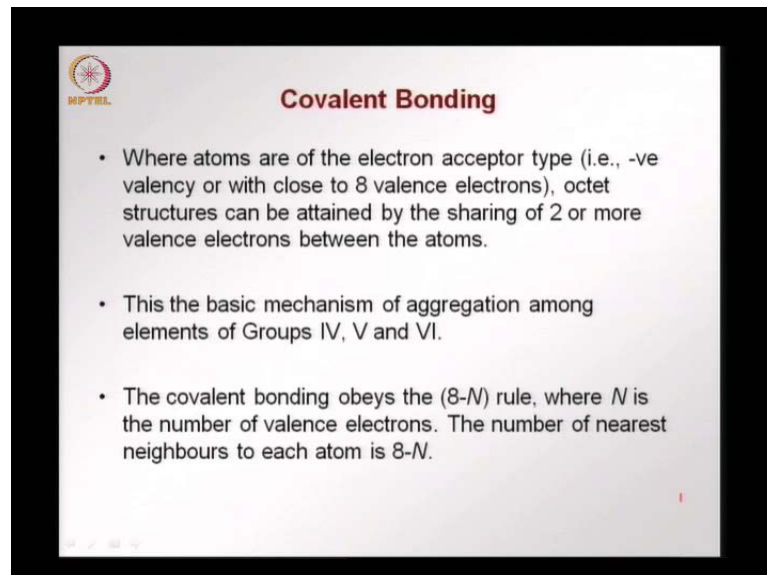 NPTEL
Covalent Bonding
• Where atoms are of the electron acceptor type (i.e., -ve
valency or with close to 8 valence electrons), octet
structures can be attained by the sharing of 2 or more
valence electrons between the atoms.
• This the basic mechanism of aggregation among
elements of Groups IV, V and VI.
• The covalent bonding obeys the (8-N) rule, where N is
the number of valence electrons. The number of nearest
neighbours to each atom is 8-N.